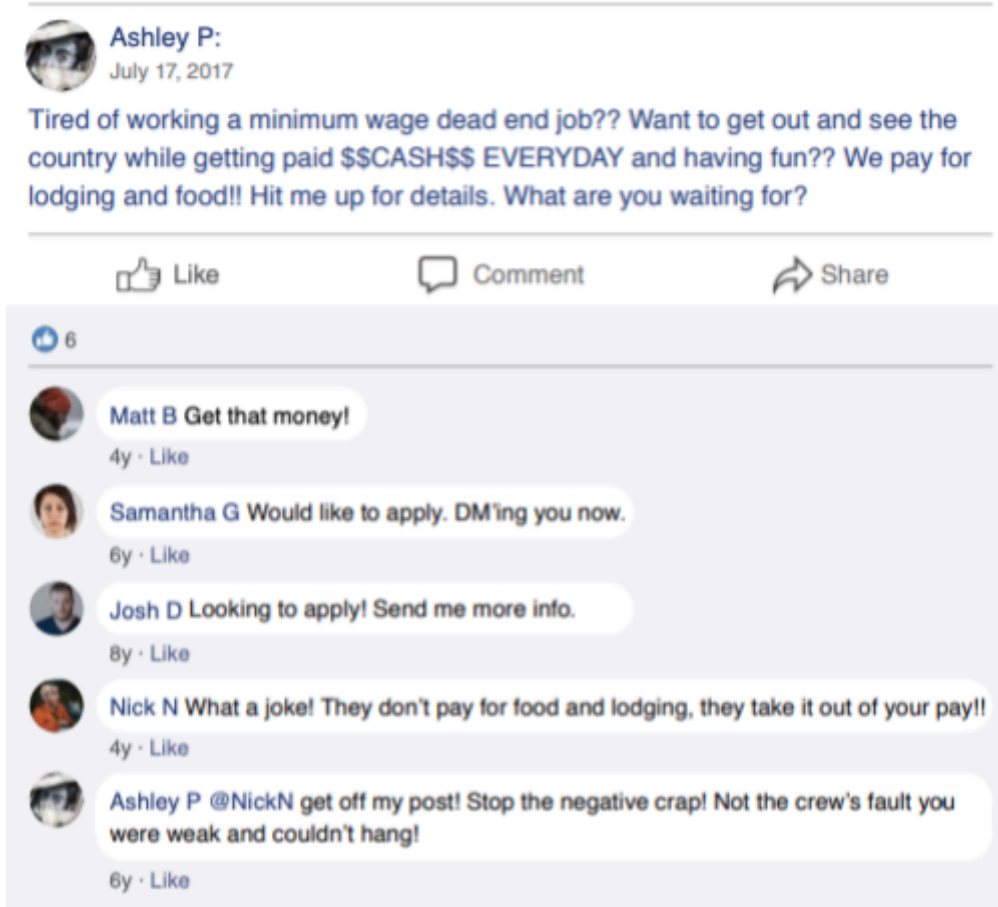 Ashley P:
July 17, 2017
Tired of working a minimum wage dead end job?? Want to get out and see the
country while getting paid $$CASH$$ EVERYDAY and having fun?? We pay for
lodging and food!! Hit me up for details. What are you waiting for?
Like Comment Share
6
Matt B Get that money!
4y · Like
Samantha G Would like to apply. DM'ing you now.
6y · Like
Josh D Looking to apply! Send me more info.
8y · Like
Nick N What a joke! They don't pay for food and lodging, they take it out of your pay!!
4y · Like
Ashley P @NickN get off my post! Stop the negative crap! Not the crew's fault you
were weak and couldn't hang!
6y · Like